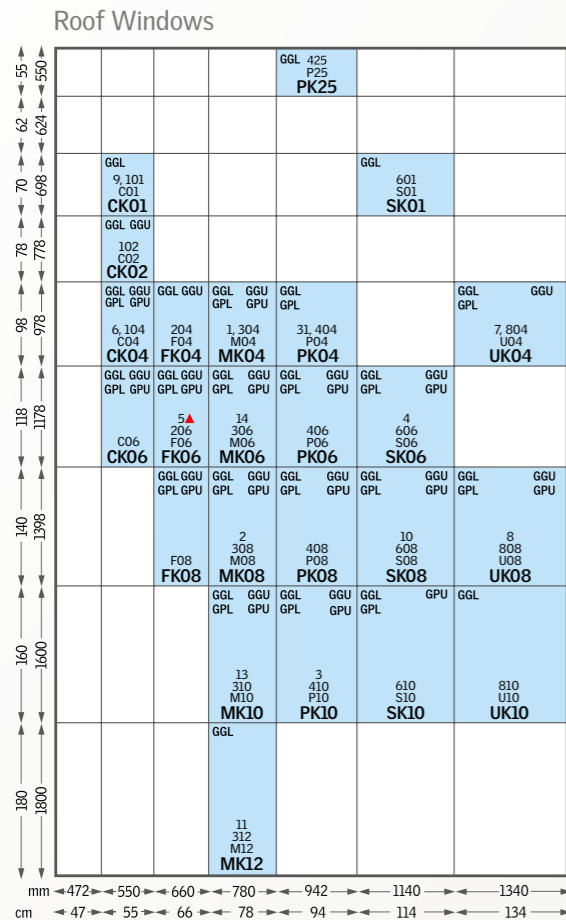 Roof Windows
55 550
GGL 425
P25
PK25
62 624
70 698
GGL
9, 101
C01
CK01
GGL
601
S01
SK01
78 778
GGL GGU
102
C02
CK02
98 978
GGL GGU
GPL GPU
6, 104
C04
CK04
GGL GGU
204
F04
FK04
GGL GGU
GPL GPU
1, 304
M04
MK04
GGL
GPL
31, 404
P04
PK04
GGL GGU
GPL
7, 804
U04
UK04
118 1178
GGL GGU
GPL GPU
C06
CK06
GGL GGU
GPL GPU
5▲
206
F06
FK06
GGL GGU
GPL GPU
14
306
M06
MK06
GGL GGU
GPL GPU
406
P06
PK06
GGL GGU
GPL GPU
4
606
S06
SK06
140 1398
GGL GGU
GPL GPU
F08
FK08
GGL GGU
GPL GPU
2
308
M08
MK08
GGL GGU
GPL GPU
408
P08
PK08
GGL GGU
GPL GPU
10
608
S08
SK08
GGL GGU
GPL GPU
8
808
U08
UK08
160 1600
GGL GGU
GPL GPU
13
310
M10
MK10
GGL GGU
GPL GPU
3
410
P10
PK10
GGL GPU
GPL
610
S10
SK10
GGL
810
U10
UK10
180 1800
GGL
11
312
M12
MK12
mm 472 550 660 780 942 1140 1340
cm 47 55 66 78 94 114 134